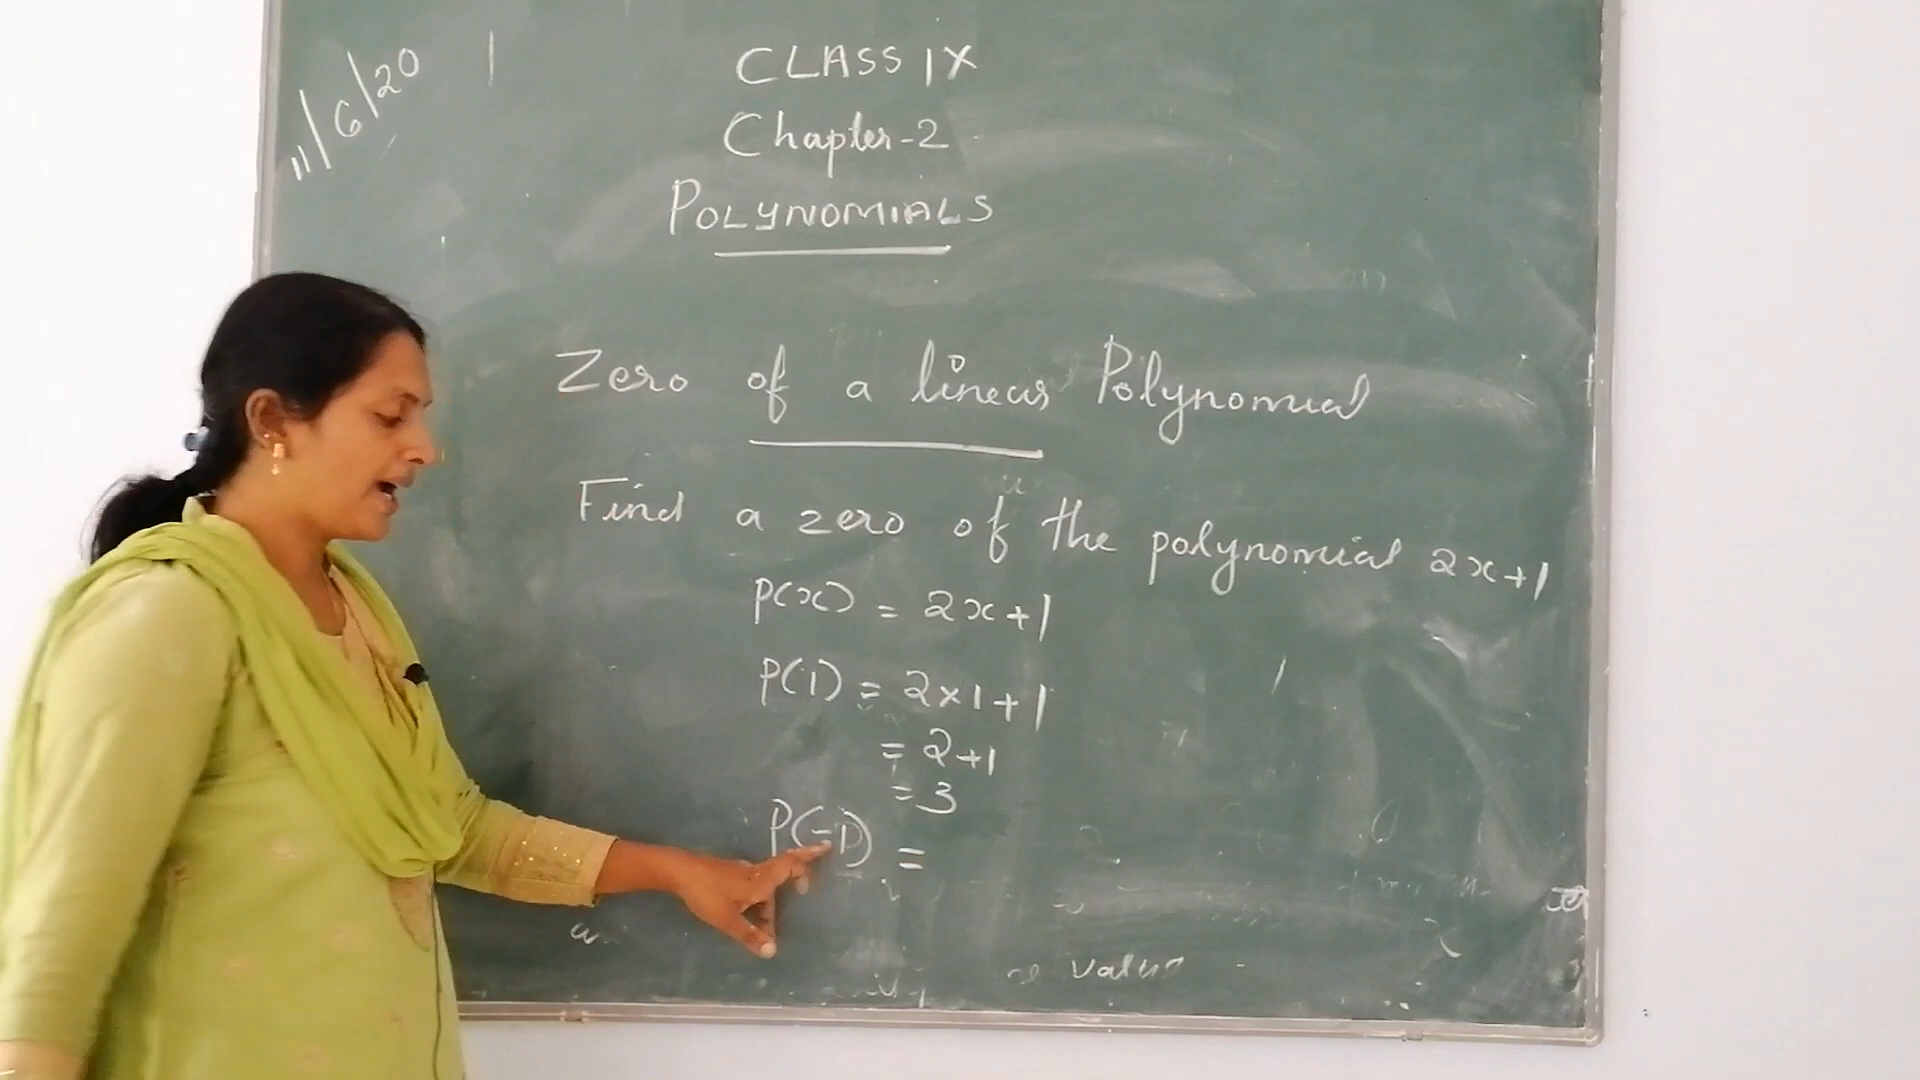 11/6/20
CLASS IX
Chapter-2
POLYNOMIALS
Zero of a linear Polynomial
Find a zero of the polynomial 2x+1
P(x) = 2x+1
P(1) = 2×1+1
= 2+1
= 3
P(-1) =
value